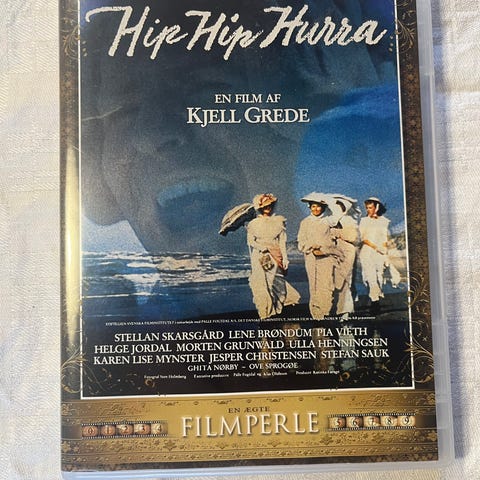 Hip Hip Hurra
EN FILM AF
KJELL GREDE
STELLAN SKARSGÅRD LENE BRØNDUM PIA VIETH
HELGE JORDAL MORTEN GRUNWALD ULLA HENNINGSEN
KAREN LISE MYNSTER JESPER CHRISTENSEN STEFAN SAUK
GHITA NØRBY – OVE SPROGØE
EN ÆGTE
FILMPERLE